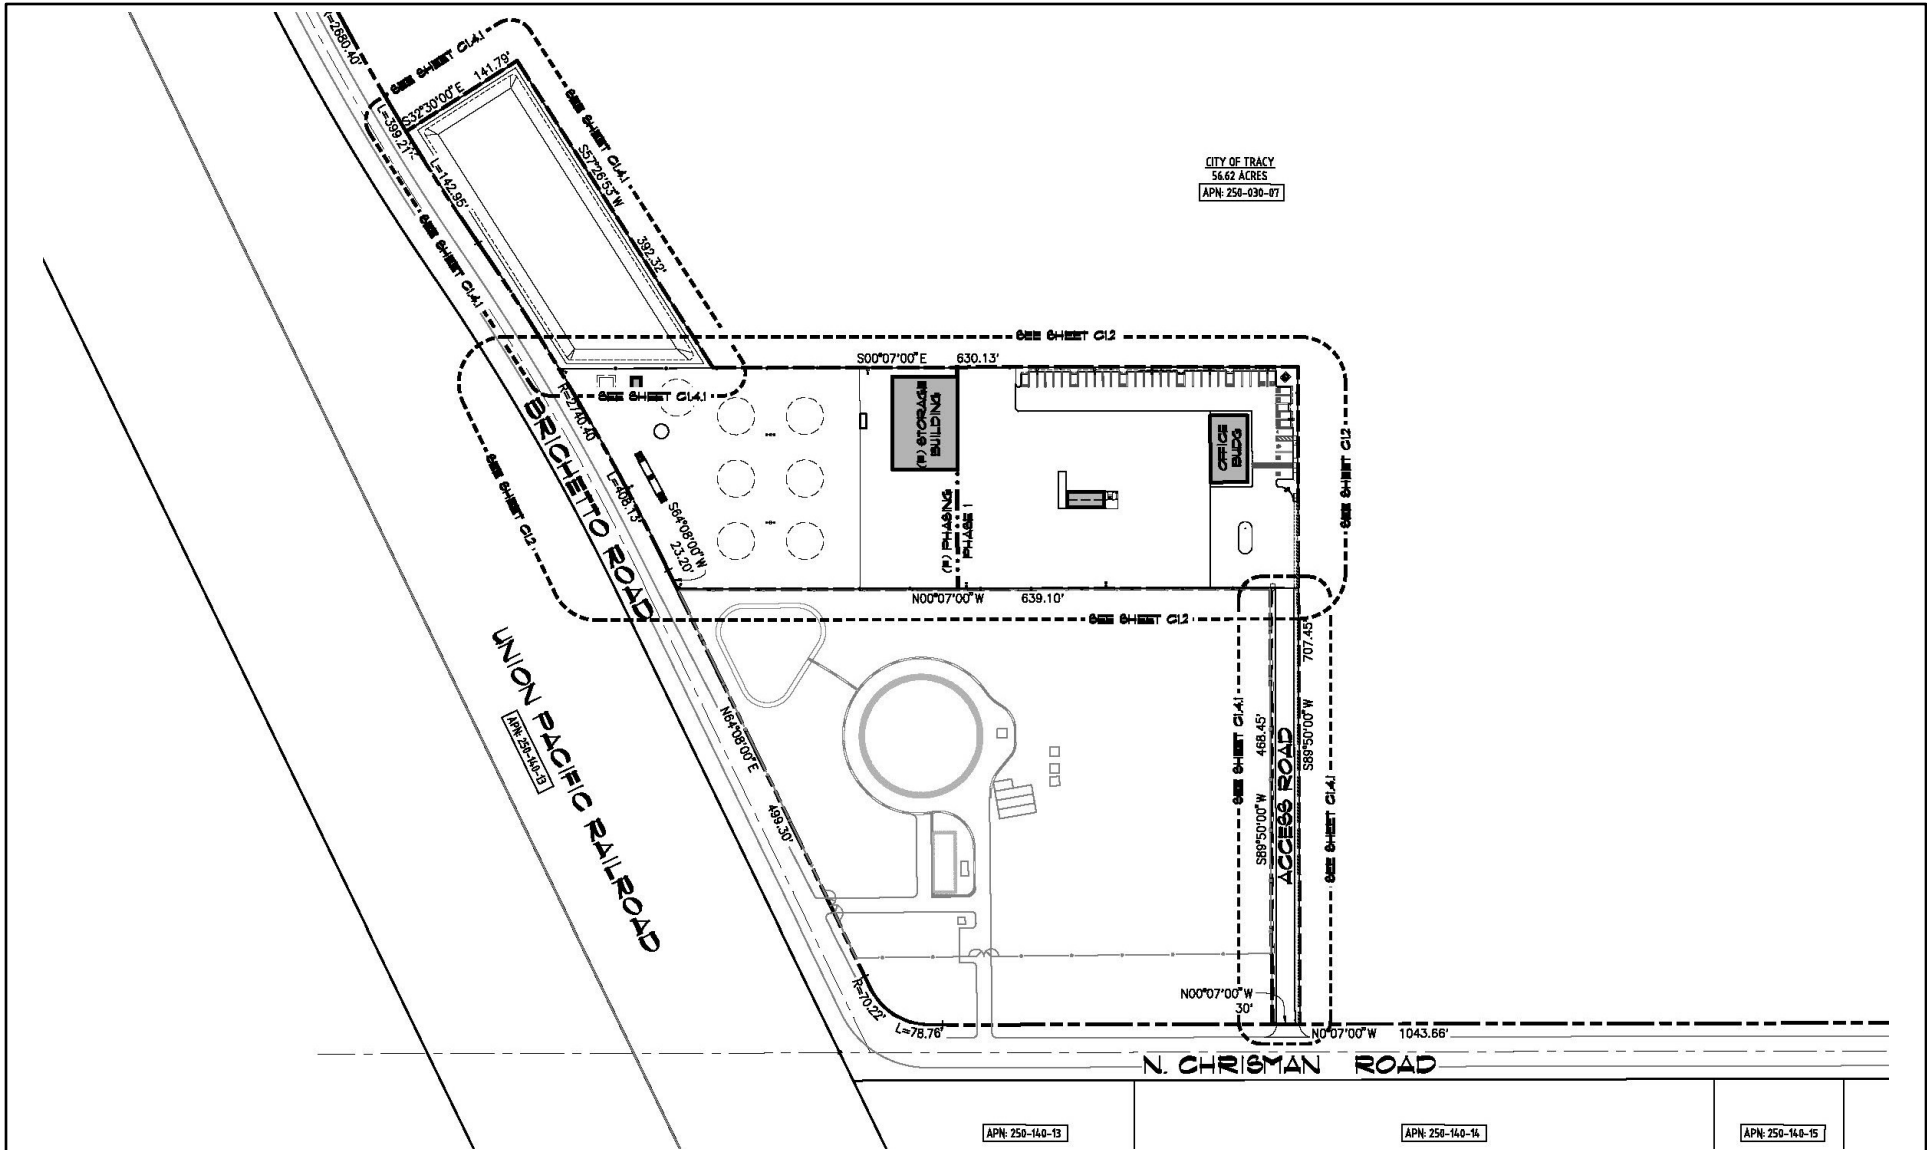 R=2680.40'
SEE SHEET C1.4.1
S32°30'00"E 141.79'
L=399.21'
L=142.95'
SEE SHEET C1.4.1
S57°26'53"W 392.32'
SEE SHEET C1.4.1
CITY OF TRACY
56.62 ACRES
APN: 250-030-07
SEE SHEET C1.2
S00°07'00"E 630.13'
SEE SHEET C1.4.1
R=2740.40'
BRICHETTO ROAD
L=408.13'
S64°08'00"W
23.20'
SEE SHEET C1.2
(F) STORAGE
BUILDING
(F) PHASING
PHASE 1
OFFICE
BLDG
SEE SHEET C1.2
N00°07'00"W 639.10'
SEE SHEET C1.2
UNION PACIFIC RAILROAD
APN: 250-140-13
N64°08'00"E 499.30'
SEE SHEET C1.4.1
S89°50'00"W 468.45'
ACCESS ROAD
S89°50'00"W 707.45'
SEE SHEET C1.4.1
R=70.22'
L=78.76'
N00°07'00"W
30'
N0°07'00"W 1043.66'
N. CHRISMAN ROAD
APN: 250-140-13
APN: 250-140-14
APN: 250-140-15